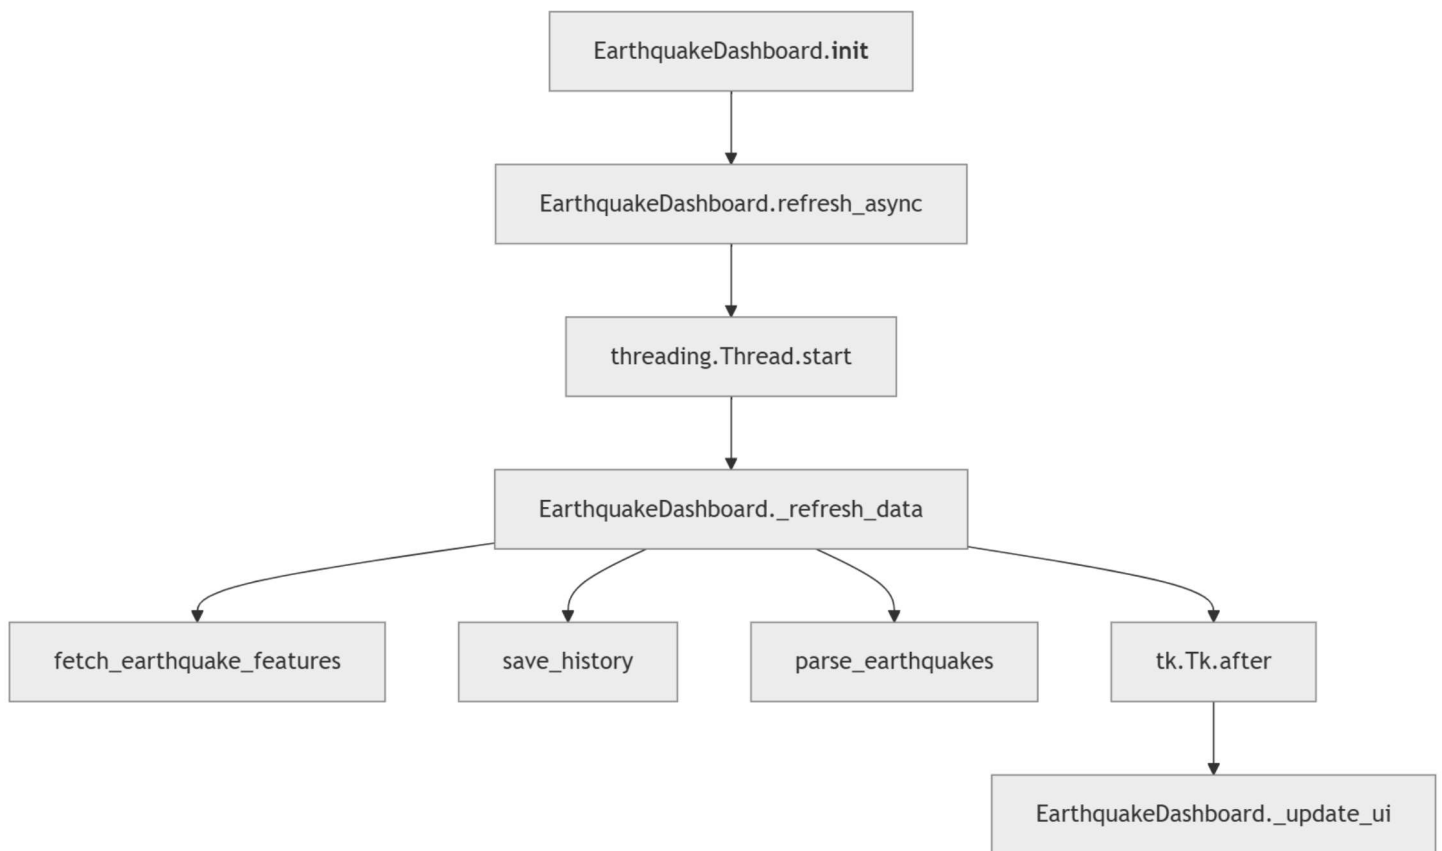 EarthquakeDashboard.init
EarthquakeDashboard.refresh_async
threading.Thread.start
EarthquakeDashboard._refresh_data
fetch_earthquake_features
save_history
parse_earthquakes
tk.Tk.after
EarthquakeDashboard._update_ui